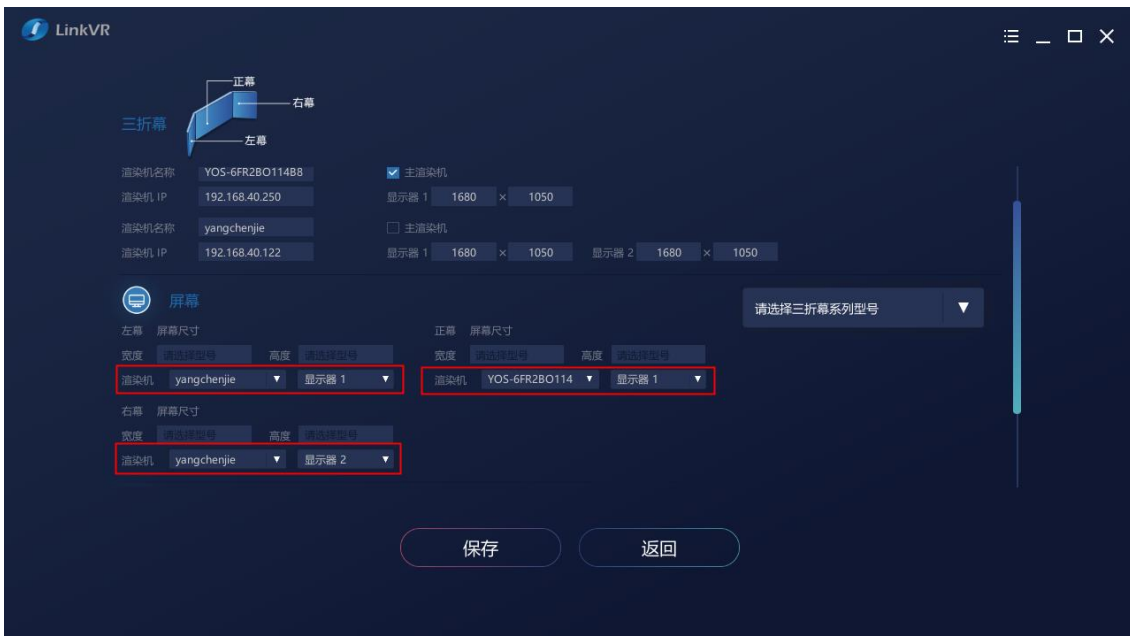 LinkVR
正幕
右幕
三折幕
左幕
渲染机名称 YOS-6FR2BO114B8 主渲染机
渲染机 IP 192.168.40.250 显示器 1 1680 × 1050
渲染机名称 yangchenjie 主渲染机
渲染机 IP 192.168.40.122 显示器 1 1680 × 1050 显示器 2 1680 × 1050
屏幕 请选择三折幕系列型号
左幕 屏幕尺寸 正幕 屏幕尺寸
宽度 请选择型号 高度 请选择型号 宽度 请选择型号 高度 请选择型号
渲染机 yangchenjie 显示器 1 渲染机 YOS-6FR2BO114 显示器 1
右幕 屏幕尺寸
宽度 请选择型号 高度 请选择型号
渲染机 yangchenjie 显示器 2
保存 返回